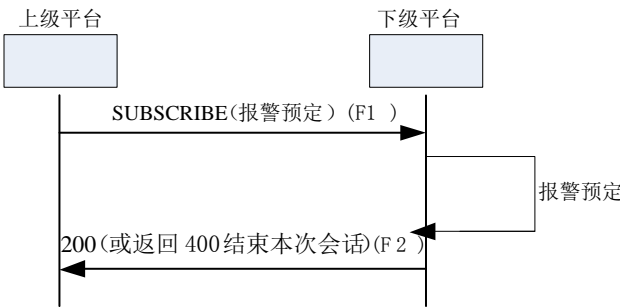 上级平台
下级平台
SUBSCRIBE(报警预定) (F1 )
报警预定
200(或返回 400 结束本次会话)(F 2 )